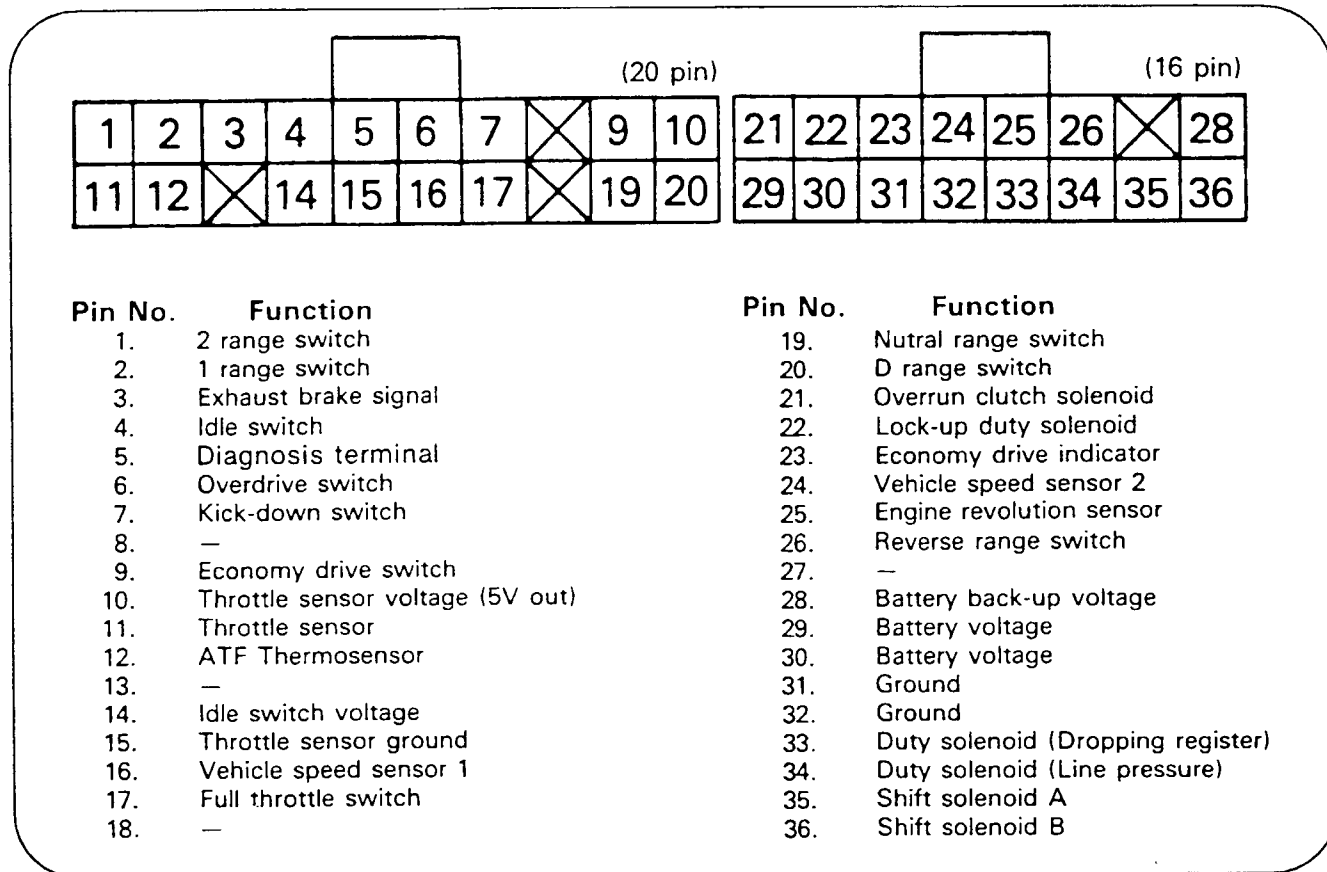 (20 pin) (16 pin)
1 2 3 4 5 6 7 9 10 21 22 23 24 25 26 28
11 12 14 15 16 17 19 20 29 30 31 32 33 34 35 36
Pin No. Function
1. 2 range switch
2. 1 range switch
3. Exhaust brake signal
4. Idle switch
5. Diagnosis terminal
6. Overdrive switch
7. Kick-down switch
8. —
9. Economy drive switch
10. Throttle sensor voltage (5V out)
11. Throttle sensor
12. ATF Thermosensor
13. —
14. Idle switch voltage
15. Throttle sensor ground
16. Vehicle speed sensor 1
17. Full throttle switch
18. —
Pin No. Function
19. Nutral range switch
20. D range switch
21. Overrun clutch solenoid
22. Lock-up duty solenoid
23. Economy drive indicator
24. Vehicle speed sensor 2
25. Engine revolution sensor
26. Reverse range switch
27. —
28. Battery back-up voltage
29. Battery voltage
30. Battery voltage
31. Ground
32. Ground
33. Duty solenoid (Dropping register)
34. Duty solenoid (Line pressure)
35. Shift solenoid A
36. Shift solenoid B